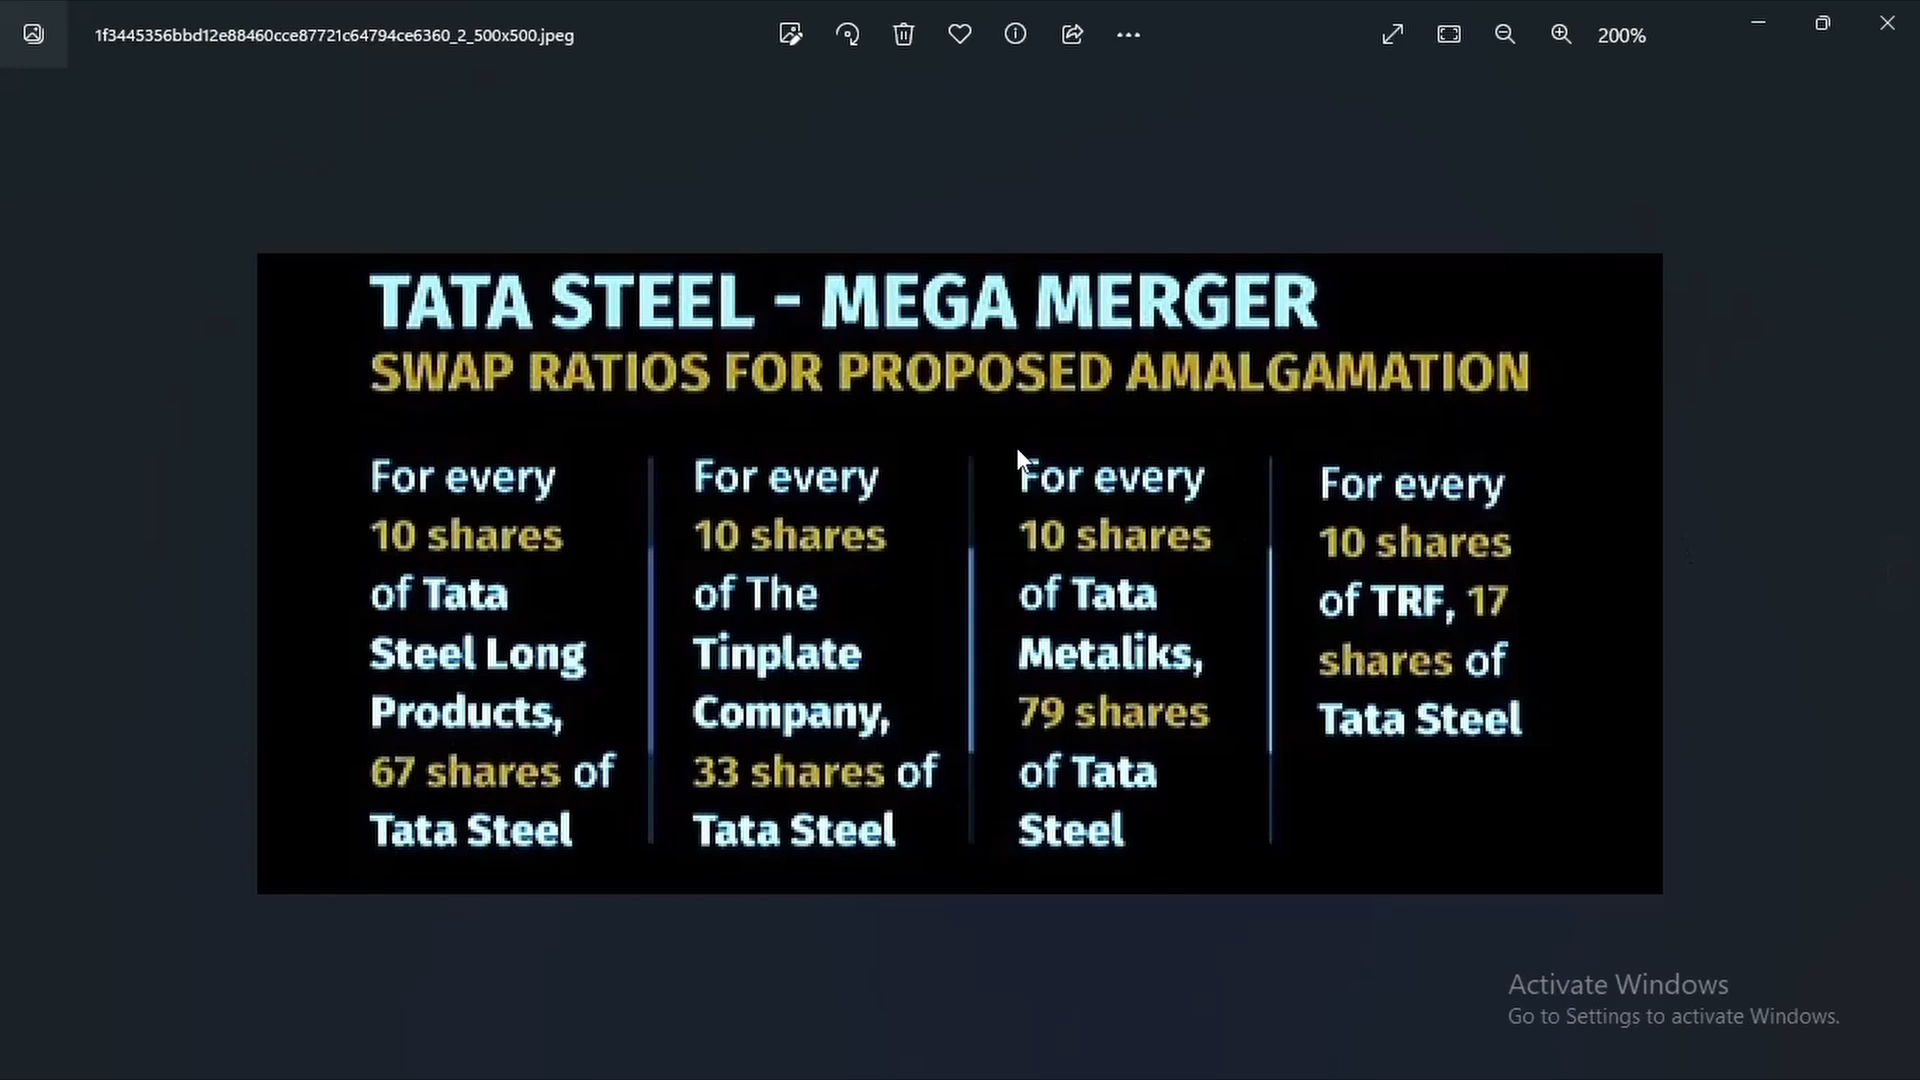 1f3445356bbd12e88460cce87721c64794ce6360_2_500x500.jpeg
200%
TATA STEEL - MEGA MERGER
SWAP RATIOS FOR PROPOSED AMALGAMATION
For every
10 shares
of Tata
Steel Long
Products,
67 shares of
Tata Steel
For every
10 shares
of The
Tinplate
Company,
33 shares of
Tata Steel
For every
10 shares
of Tata
Metaliks,
79 shares
of Tata
Steel
For every
10 shares
of TRF, 17
shares of
Tata Steel
Activate Windows
Go to Settings to activate Windows.